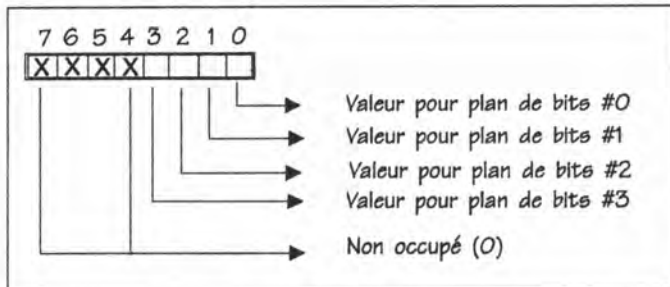 7 6 5 4 3 2 1 0
X X X X
Valeur pour plan de bits #0
Valeur pour plan de bits #1
Valeur pour plan de bits #2
Valeur pour plan de bits #3
Non occupé (0)